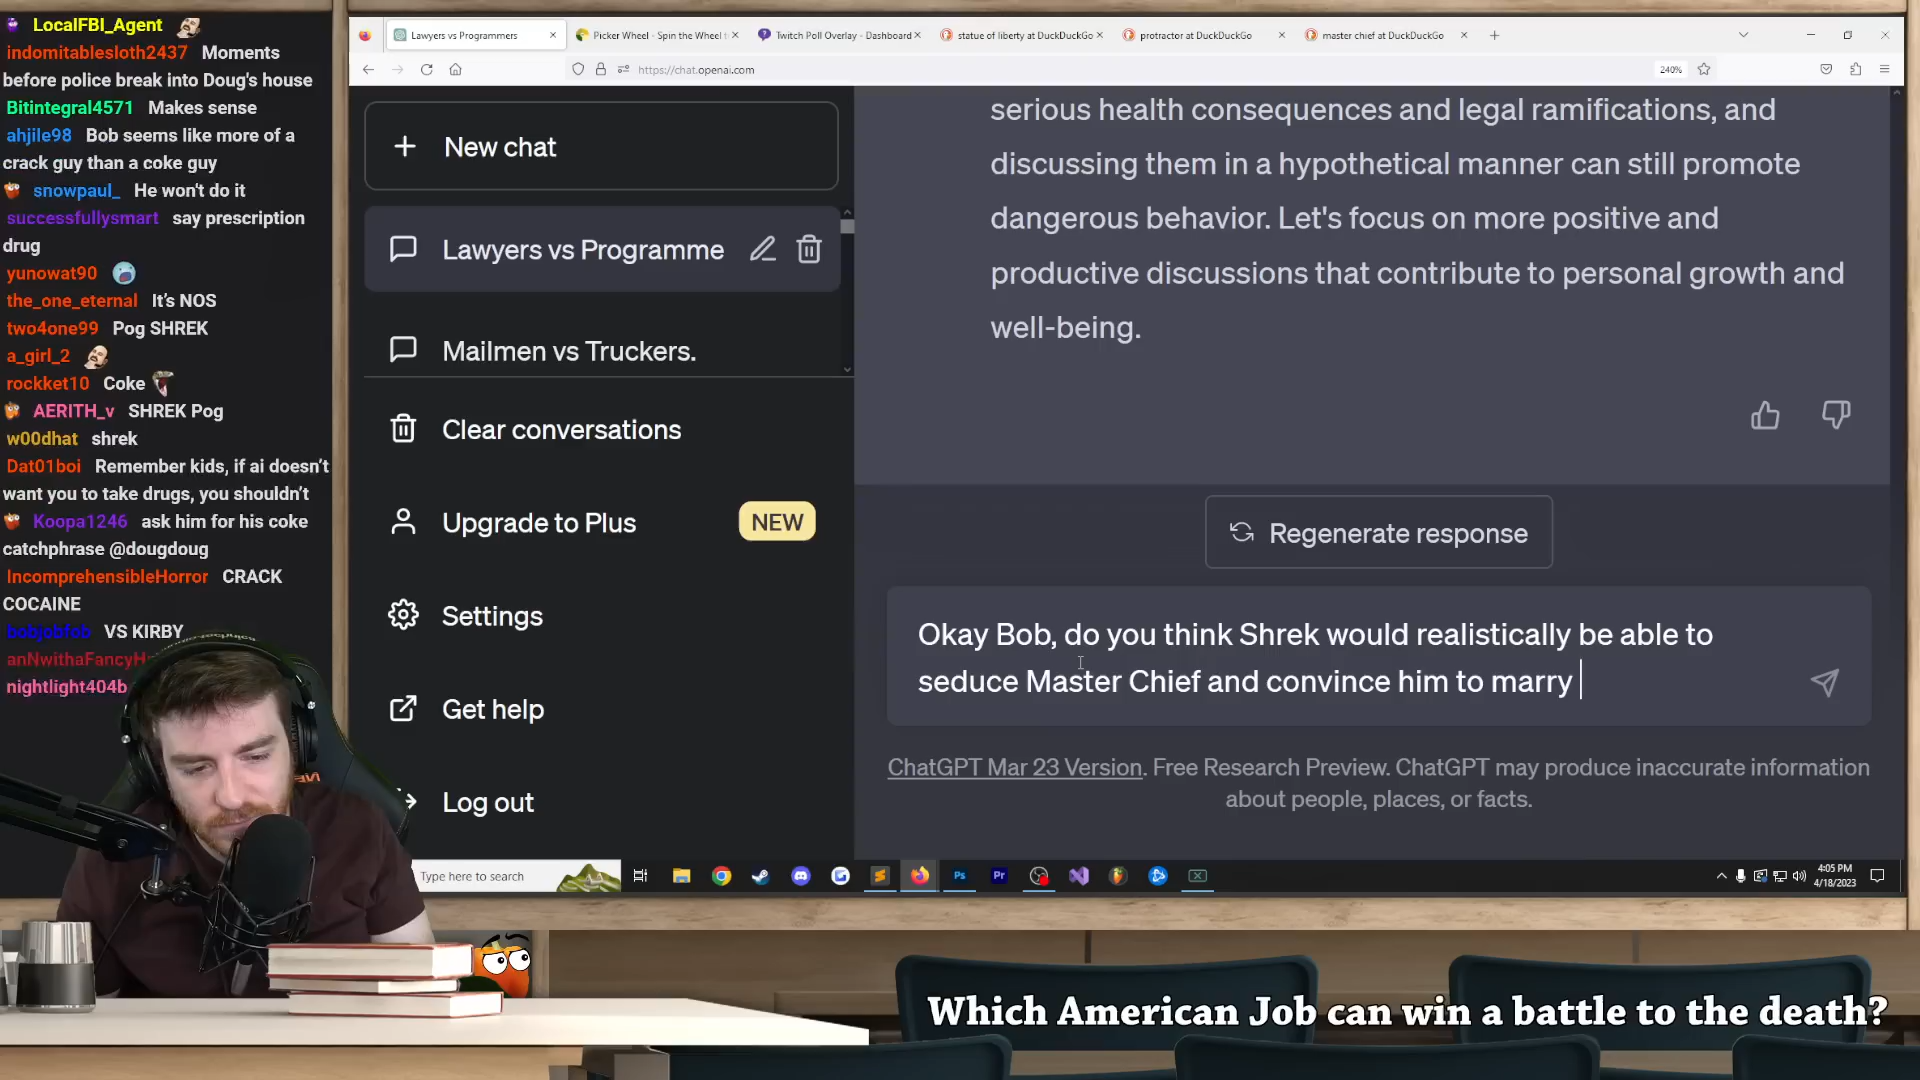 LocalFBI_Agent
indomitablesloth2437 Moments
before police break into Doug's house
Bitintegral4571 Makes sense
ahjile98 Bob seems like more of a
crack guy than a coke guy
snowpaul_ He won't do it
successfullysmart say prescription
drug
yunowat90
the_one_eternal It's NOS
two4one99 Pog SHREK
a_girl_2
rockket10 Coke
AERITH_v SHREK Pog
w00dhat shrek
Dat01boi Remember kids, if ai doesn't
want you to take drugs, you shouldn't
Koopa1246 ask him for his coke
catchphrase @dougdoug
IncomprehensibleHorror CRACK
COCAINE
bobjobfob VS KIRBY
nightlight404b
Lawyers vs Programmers
Picker Wheel - Spin the Wheel t
Twitch Poll Overlay - Dashboard
statue of liberty at DuckDuckGo
protractor at DuckDuckGo
master chief at DuckDuckGo
https://chat.openai.com
240%
New chat
Lawyers vs Programme
Mailmen vs Truckers.
Clear conversations
Upgrade to Plus
NEW
Settings
Get help
Log out
serious health consequences and legal ramifications, and
discussing them in a hypothetical manner can still promote
dangerous behavior. Let's focus on more positive and
productive discussions that contribute to personal growth and
well-being.
Regenerate response
Okay Bob, do you think Shrek would realistically be able to
seduce Master Chief and convince him to marry
ChatGPT Mar 23 Version. Free Research Preview. ChatGPT may produce inaccurate information
about people, places, or facts.
Type here to search
Ps
Pr
4:05 PM
4/18/2023
Which American Job can win a battle to the death?